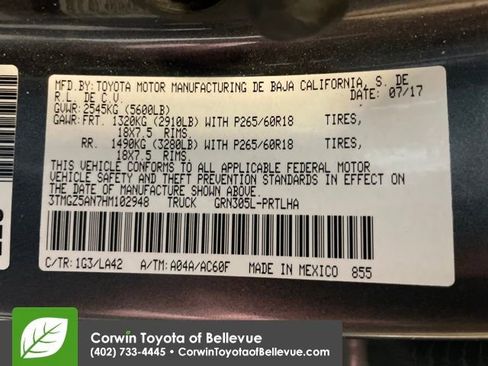 MFD.BY:TOYOTA MOTOR MANUFACTURING DE BAJA CALIFORNIA, S. DE
R.L. DE C.V. DATE: 07/17
GVWR:2545KG (5600LB)
GAWR:FRT. 1320KG (2910LB) WITH P265/60R18 TIRES,
18X7.5 RIMS,
RR. 1490KG (3280LB) WITH P265/60R18 TIRES,
18X7.5 RIMS.
THIS VEHICLE CONFORMS TO ALL APPLICABLE FEDERAL MOTOR
VEHICLE SAFETY AND THEFT PREVENTION STANDARDS IN EFFECT ON
THE DATE OF MANUFACTURE SHOWN ABOVE.
3TMGZ5AN7HM102948 TRUCK GRN305L-PRTLHA
C/TR:1G3/LA42 A/TM:A04A/AC60F MADE IN MEXICO 855
Corwin Toyota of Bellevue
(402) 733-4445 • CorwinToyotaofBellevue.com